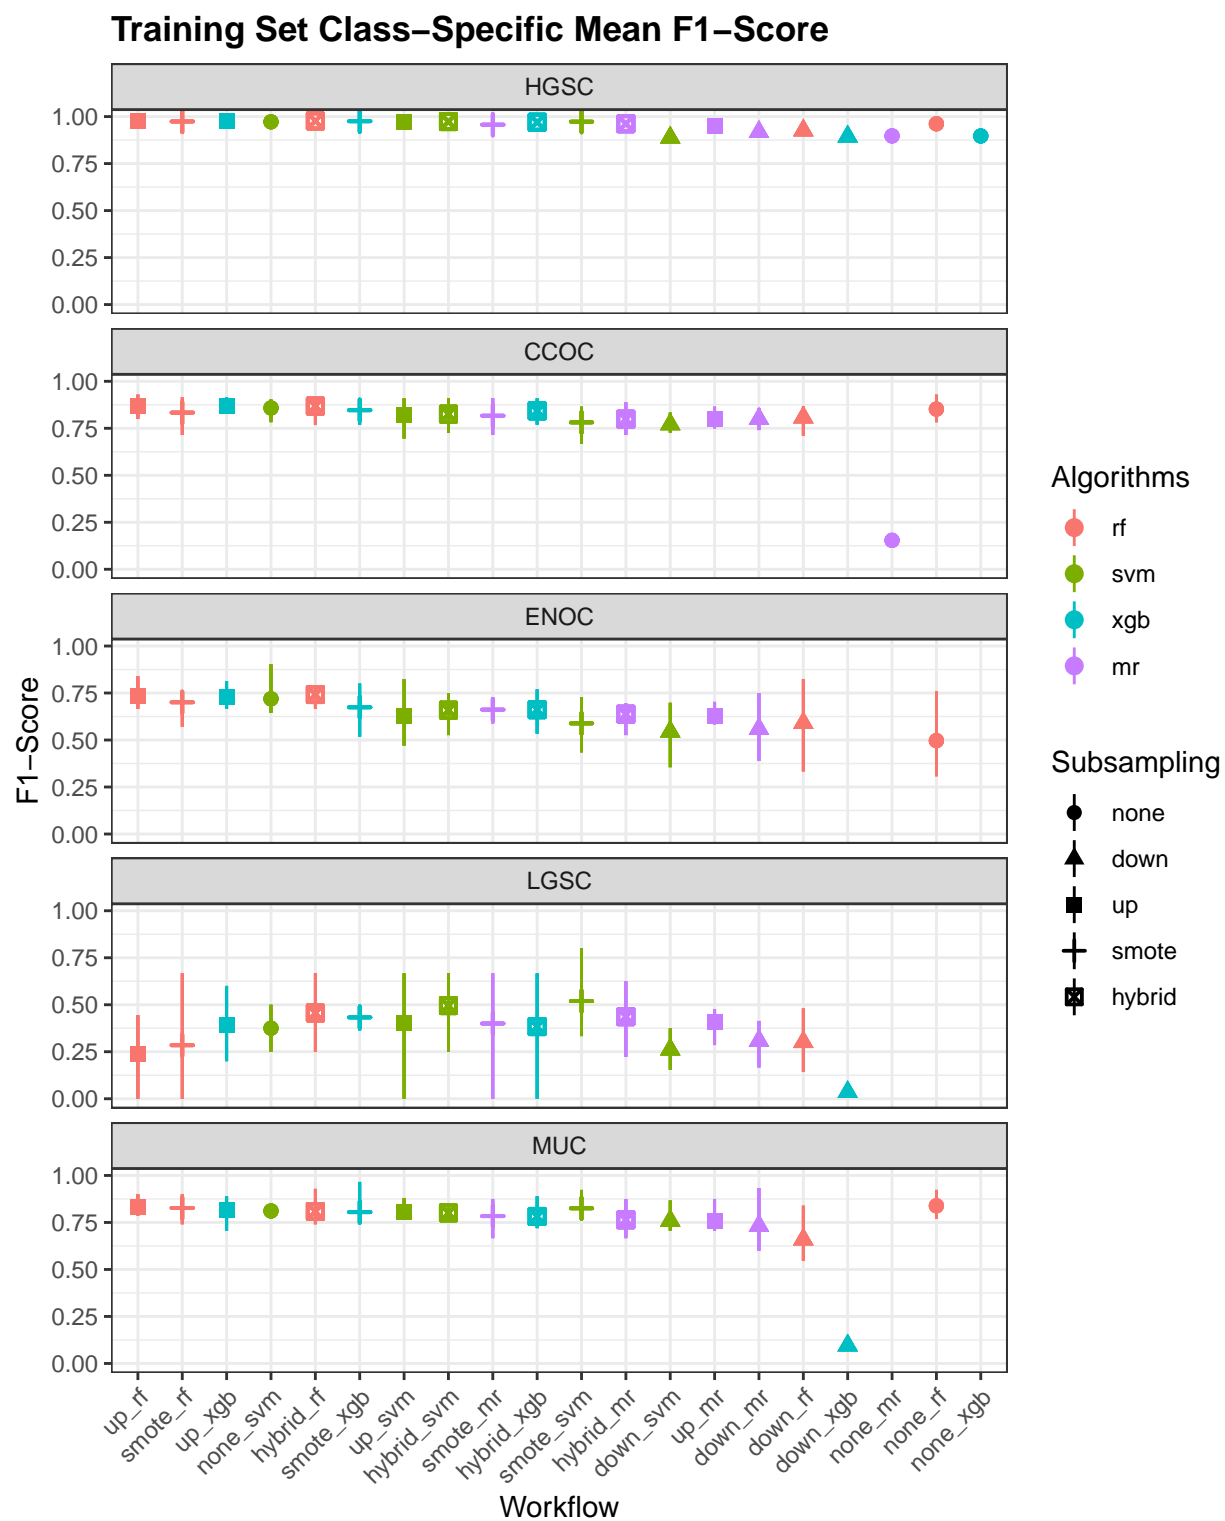 Training Set Class−Specific Mean F1−Score
HGSC
1.00
0.75
0.50
0.25
0.00
CCOC
1.00
0.75
0.50
0.25
0.00
ENOC
1.00
0.75
0.50
0.25
0.00
LGSC
1.00
0.75
0.50
0.25
0.00
MUC
1.00
0.75
0.50
0.25
0.00
F1−Score
up_rf
smote_rf
up_xgb
none_svm
hybrid_rf
smote_xgb
up_svm
hybrid_svm
smote_mr
hybrid_xgb
smote_svm
hybrid_mr
down_svm
up_mr
down_mr
down_rf
down_xgb
none_mr
none_rf
none_xgb
Workflow
Algorithms
rf
svm
xgb
mr
Subsampling
none
down
up
smote
hybrid